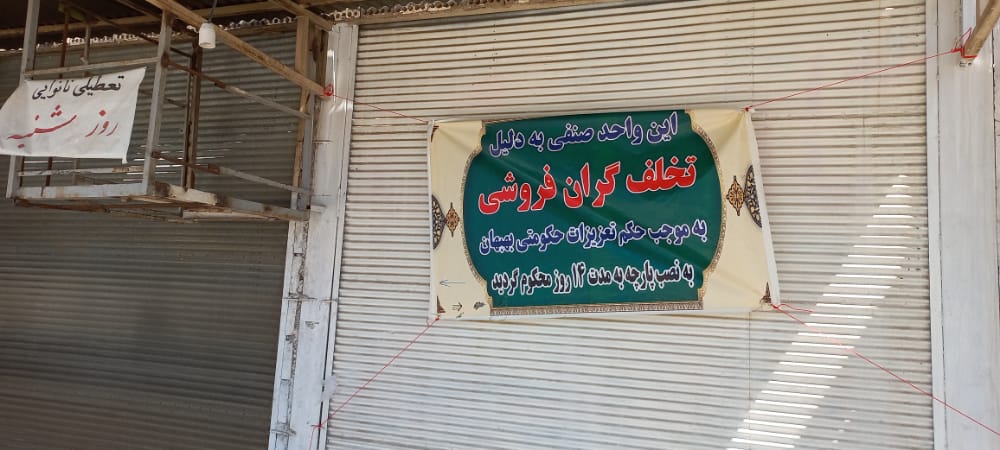 این واحد صنفی به دلیل
تخلف گران فروشی
به موجب حکم تعزیرات حکومتی بهبهان
به نصب پارچه به مدت ۱۴ روز محکوم گردید
تعطیلی نانوایی
روز شنبه